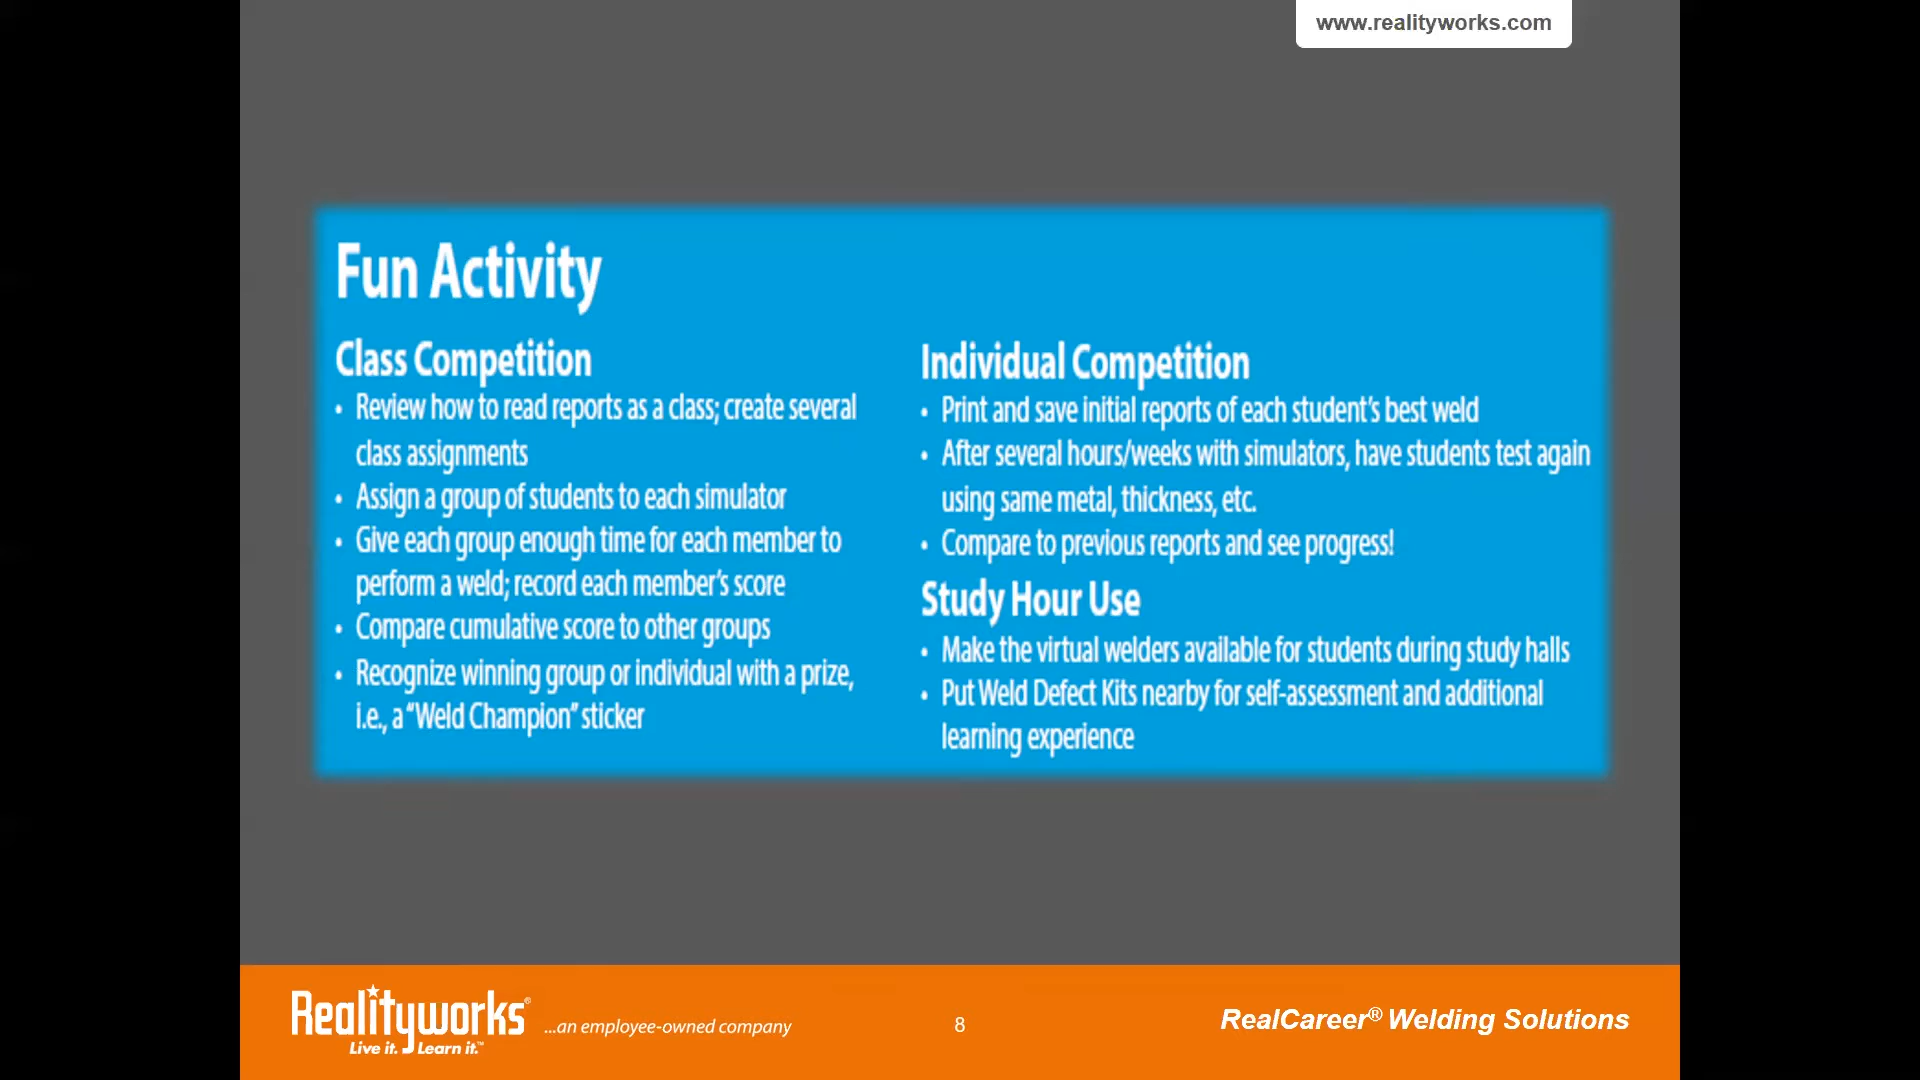 www.realityworks.com
Fun Activity
Class Competition
• Review how to read reports as a class; create several
class assignments
• Assign a group of students to each simulator
• Give each group enough time for each member to
perform a weld; record each member's score
• Compare cumulative score to other groups
• Recognize winning group or individual with a prize,
i.e., a “Weld Champion” sticker
Individual Competition
• Print and save initial reports of each student's best weld
• After several hours/weeks with simulators, have students test again
using same metal, thickness, etc.
• Compare to previous reports and see progress!
Study Hour Use
• Make the virtual welders available for students during study halls
• Put Weld Defect Kits nearby for self-assessment and additional
learning experience
Realityworks® ...an employee-owned company
Live it. Learn it.™
8
RealCareer® Welding Solutions